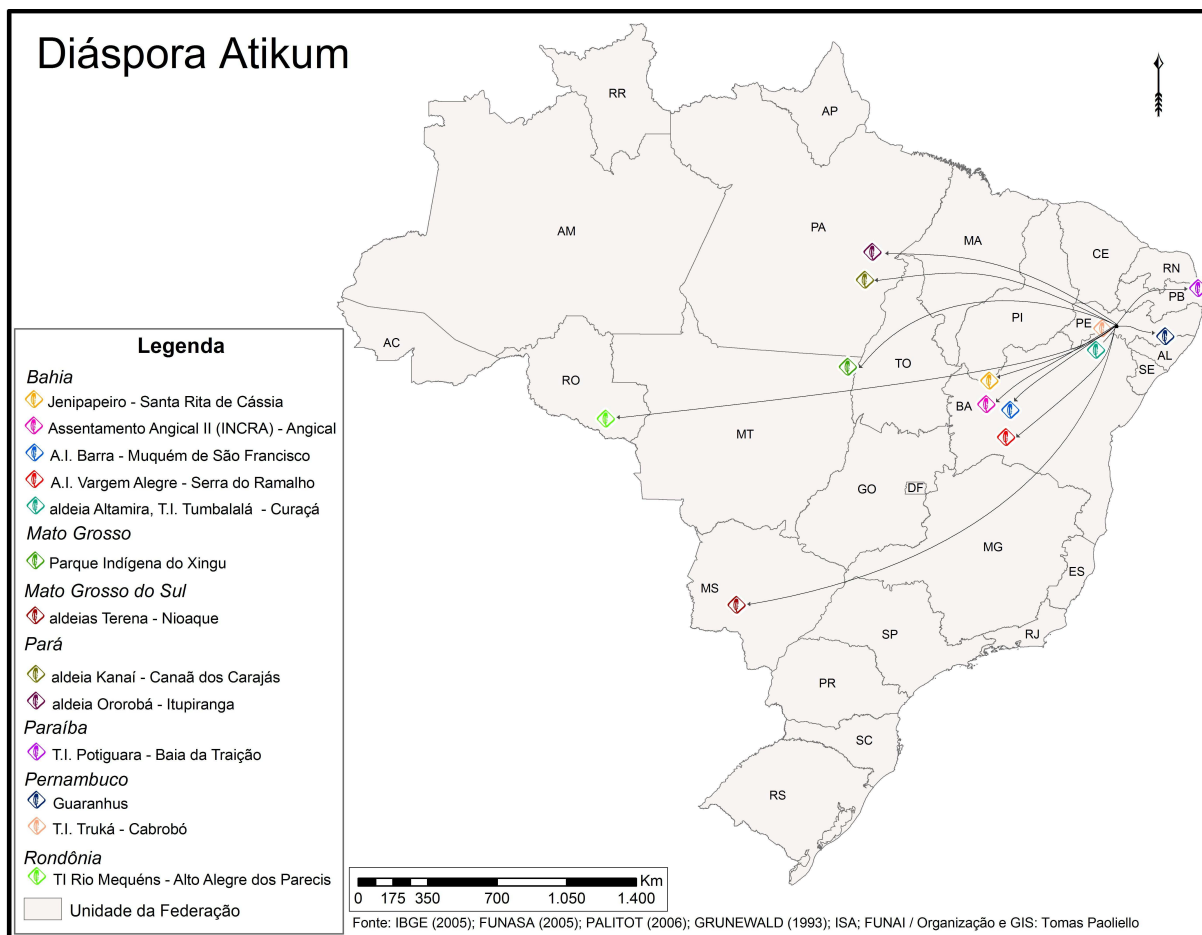 Diáspora Atikum
RR
AP
AM
PA
MA
CE
RN
PB
PI
PE
AL
SE
AC
RO
TO
BA
MT
GO
DF
MG
ES
MS
SP
RJ
PR
SC
RS
Legenda
Bahia
Jenipapeiro - Santa Rita de Cássia
Assentamento Angical II (INCRA) - Angical
A.I. Barra - Muquém de São Francisco
A.I. Vargem Alegre - Serra do Ramalho
aldeia Altamira, T.I. Tumbalalá - Curaçá
Mato Grosso
Parque Indígena do Xingu
Mato Grosso do Sul
aldeias Terena - Nioaque
Pará
aldeia Kanaí - Canaã dos Carajás
aldeia Ororobá - Itupiranga
Paraíba
T.I. Potiguara - Baia da Traição
Pernambuco
Guaranhus
T.I. Truká - Cabrobó
Rondônia
TI Rio Mequéns - Alto Alegre dos Parecis
Unidade da Federação
Km
0 175 350 700 1.050 1.400
Fonte: IBGE (2005); FUNASA (2005); PALITOT (2006); GRUNEWALD (1993); ISA; FUNAI / Organização e GIS: Tomas Paoliello